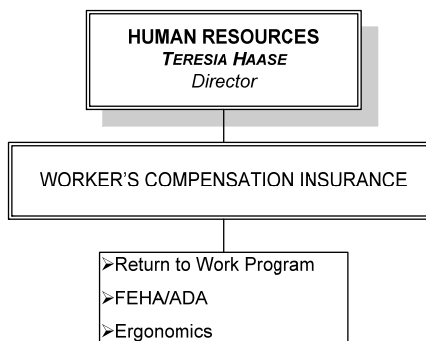 HUMAN RESOURCES
TERESIA HAASE
Director
WORKER'S COMPENSATION INSURANCE
➢Return to Work Program
➢FEHA/ADA
➢Ergonomics